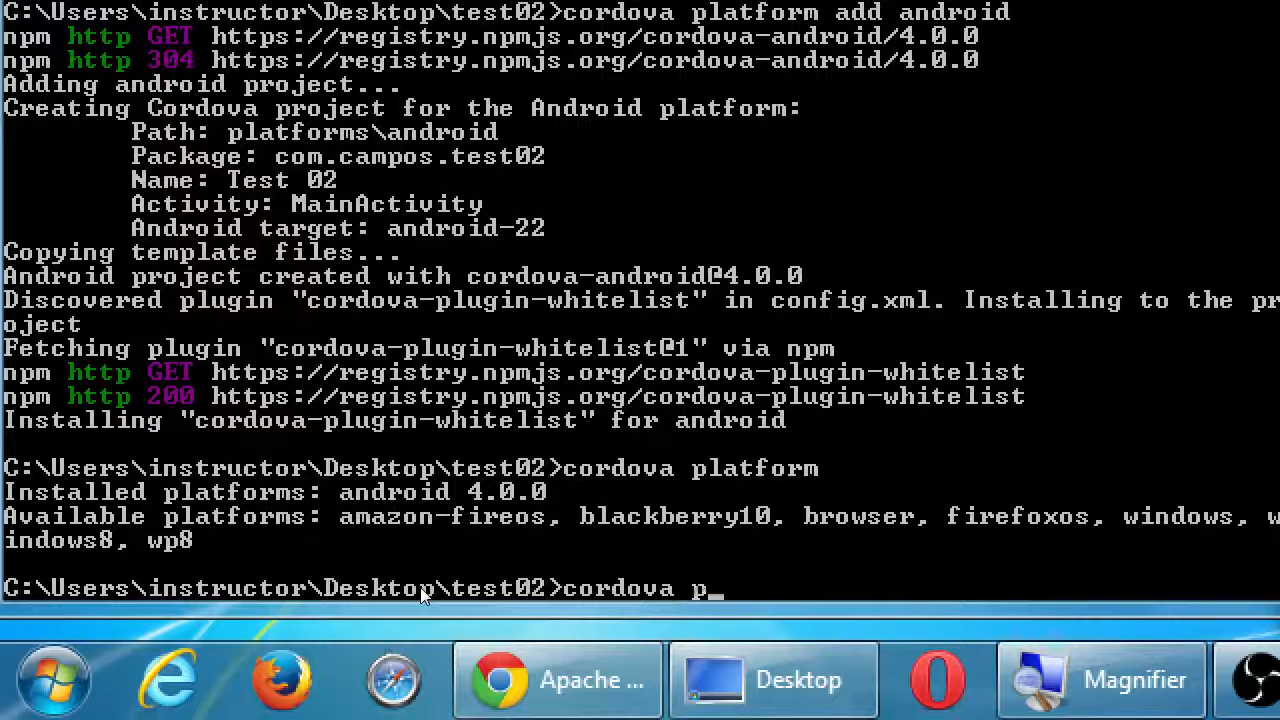 C:\Users\instructor\Desktop\test02>cordova platform add android
npm http GET https://registry.npmjs.org/cordova-android/4.0.0
npm http 304 https://registry.npmjs.org/cordova-android/4.0.0
Adding android project...
Creating Cordova project for the Android platform:
Path: platforms\android
Package: com.campos.test02
Name: Test 02
Activity: MainActivity
Android target: android-22
Copying template files...
Android project created with cordova-android@4.0.0
Discovered plugin "cordova-plugin-whitelist" in config.xml. Installing to the pr
oject
Fetching plugin "cordova-plugin-whitelist@1" via npm
npm http GET https://registry.npmjs.org/cordova-plugin-whitelist
npm http 200 https://registry.npmjs.org/cordova-plugin-whitelist
Installing "cordova-plugin-whitelist" for android
C:\Users\instructor\Desktop\test02>cordova platform
Installed platforms: android 4.0.0
Available platforms: amazon-fireos, blackberry10, browser, firefoxos, windows, w
indows8, wp8
C:\Users\instructor\Desktop\test02>cordova p_
Apache ... Desktop Magnifier